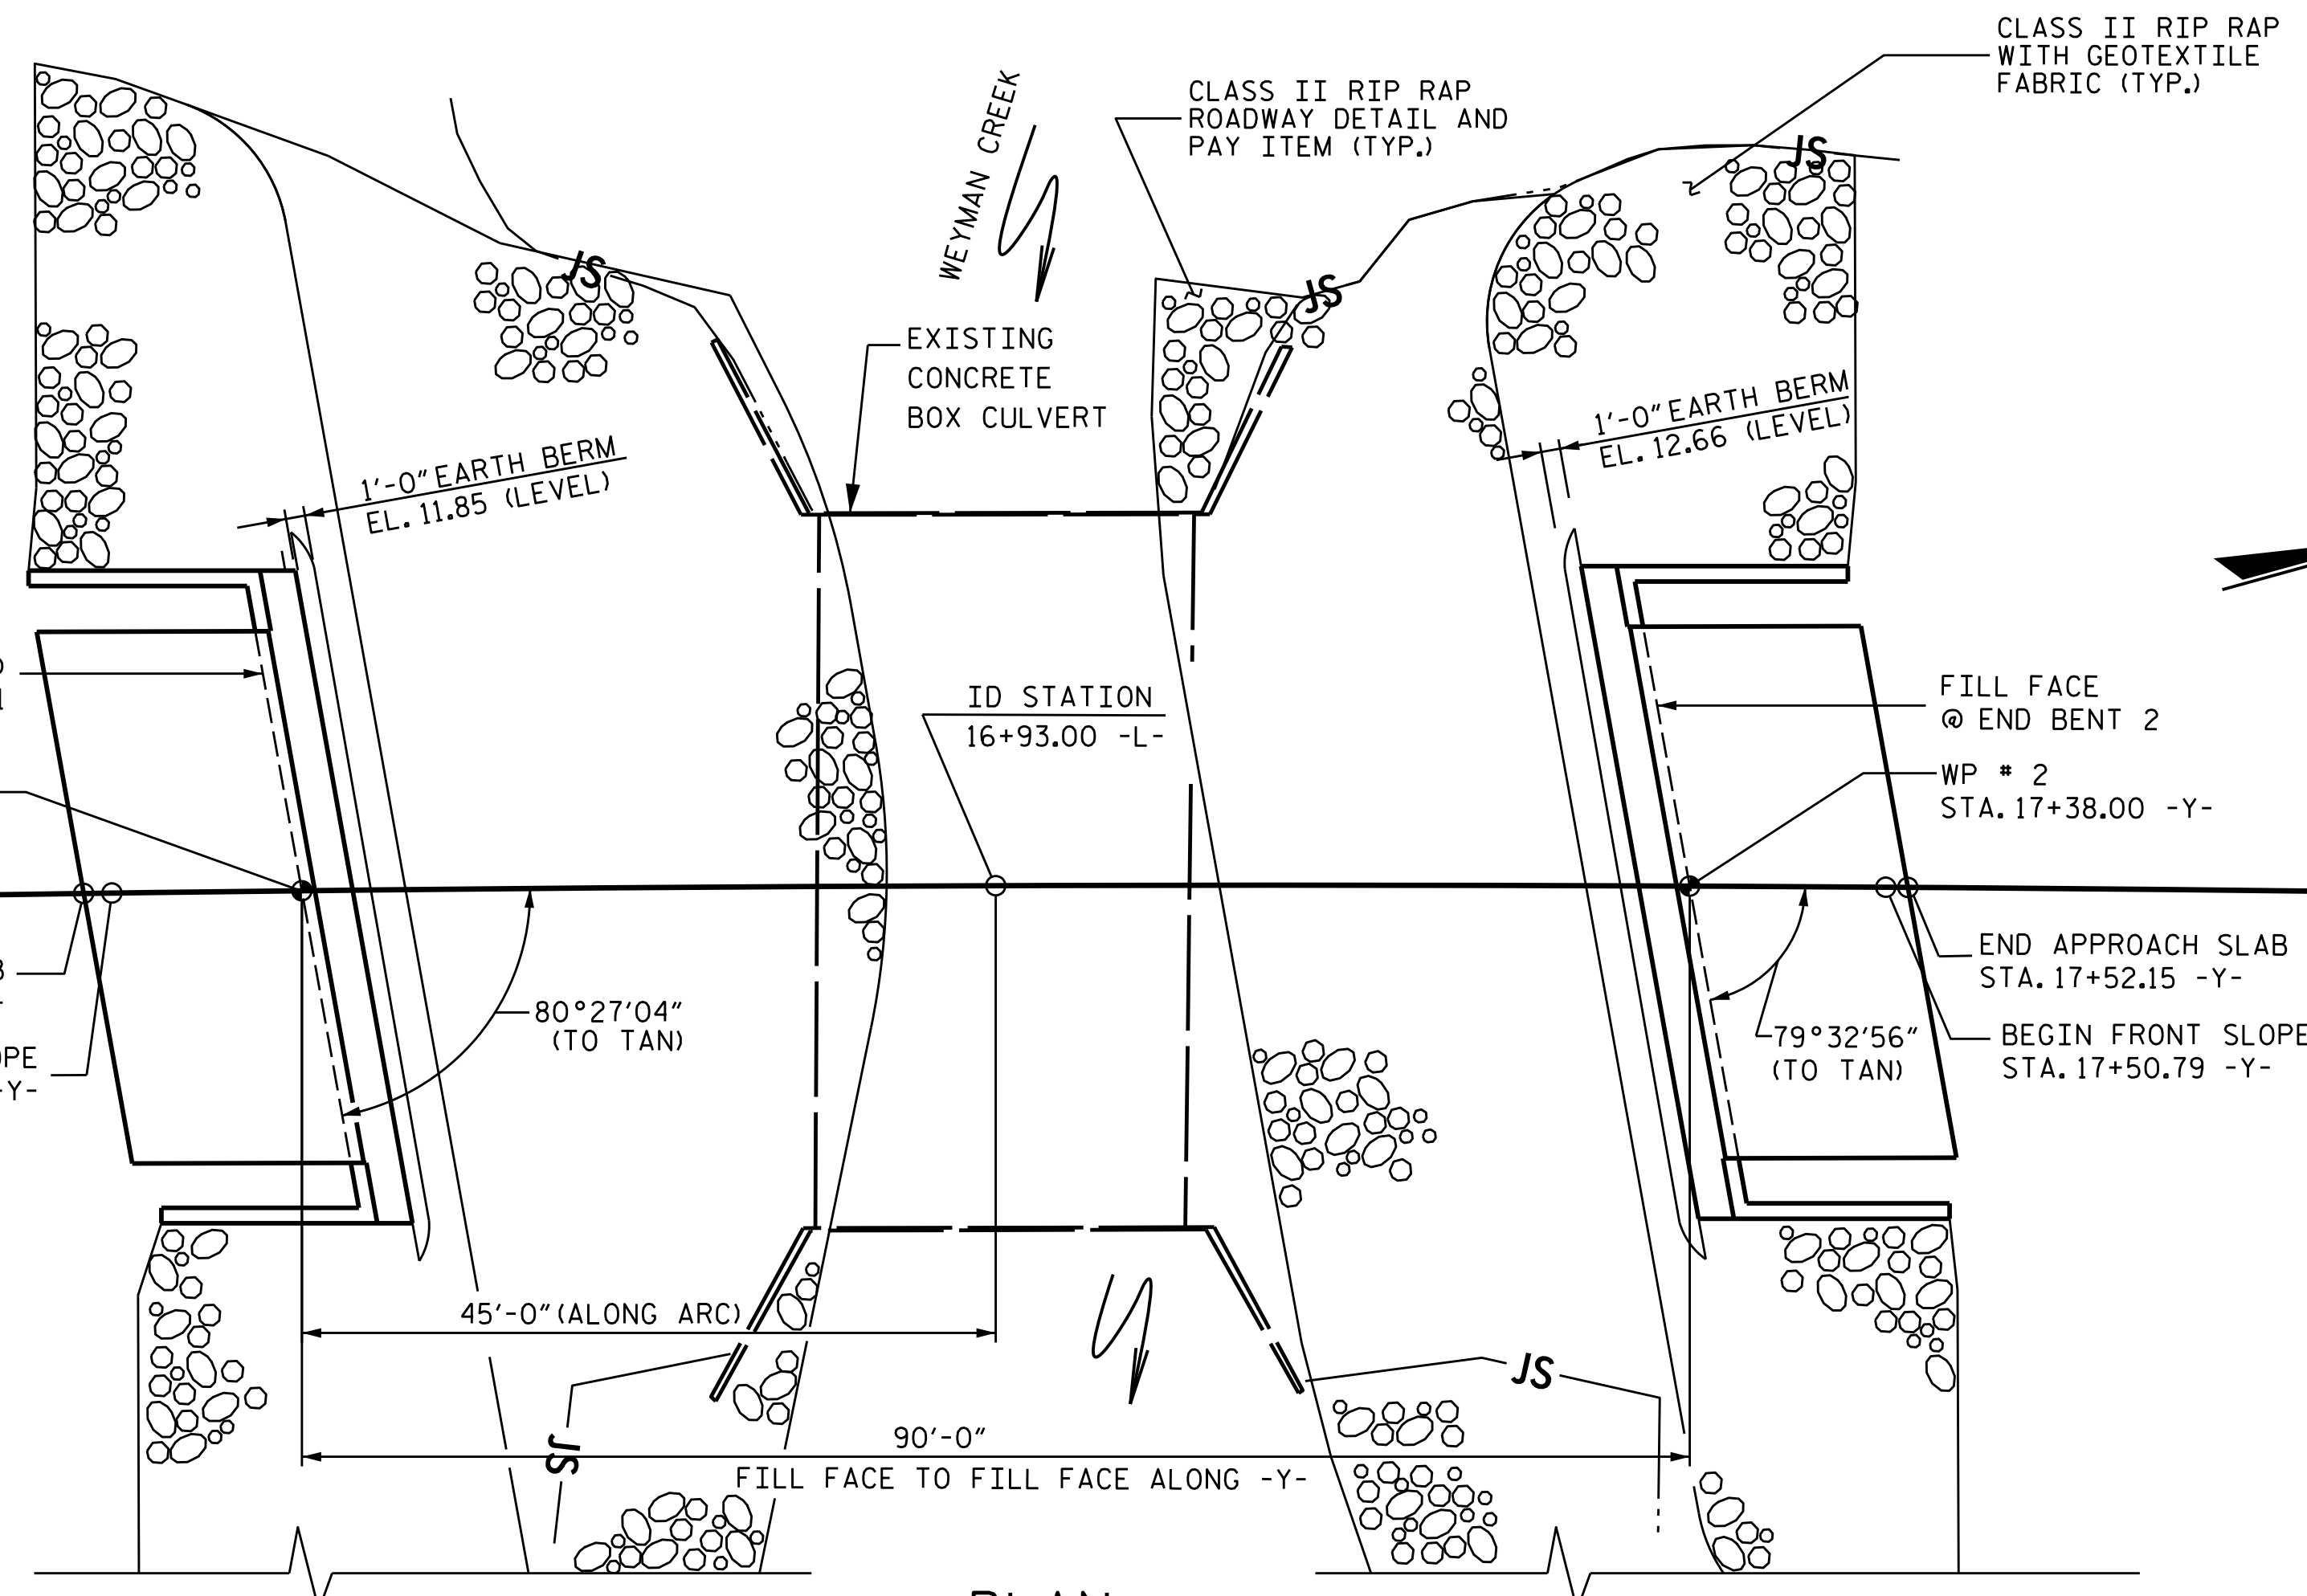 CLASS II RIP RAP
WITH GEOTEXTILE
FABRIC (TYP.)
WEYMAN CREEK
CLASS II RIP RAP
ROADWAY DETAIL AND
PAY ITEM (TYP.)
JS
JS
JS
EXISTING
CONCRETE
BOX CULVERT
1'-0" EARTH BERM
EL. 12.66 (LEVEL)
1'-0" EARTH BERM
EL. 11.85 (LEVEL)
ID STATION
16+93.00 -L-
FILL FACE
@ END BENT 2
WP # 2
STA. 17+38.00 -Y-
END APPROACH SLAB
STA. 17+52.15 -Y-
80°27'04"
(TO TAN)
79°32'56"
(TO TAN)
BEGIN FRONT SLOPE
STA. 17+50.79 -Y-
OPE
-Y-
45'-0" (ALONG ARC)
JS
JS
90'-0"
FILL FACE TO FILL FACE ALONG -Y-
PLAN